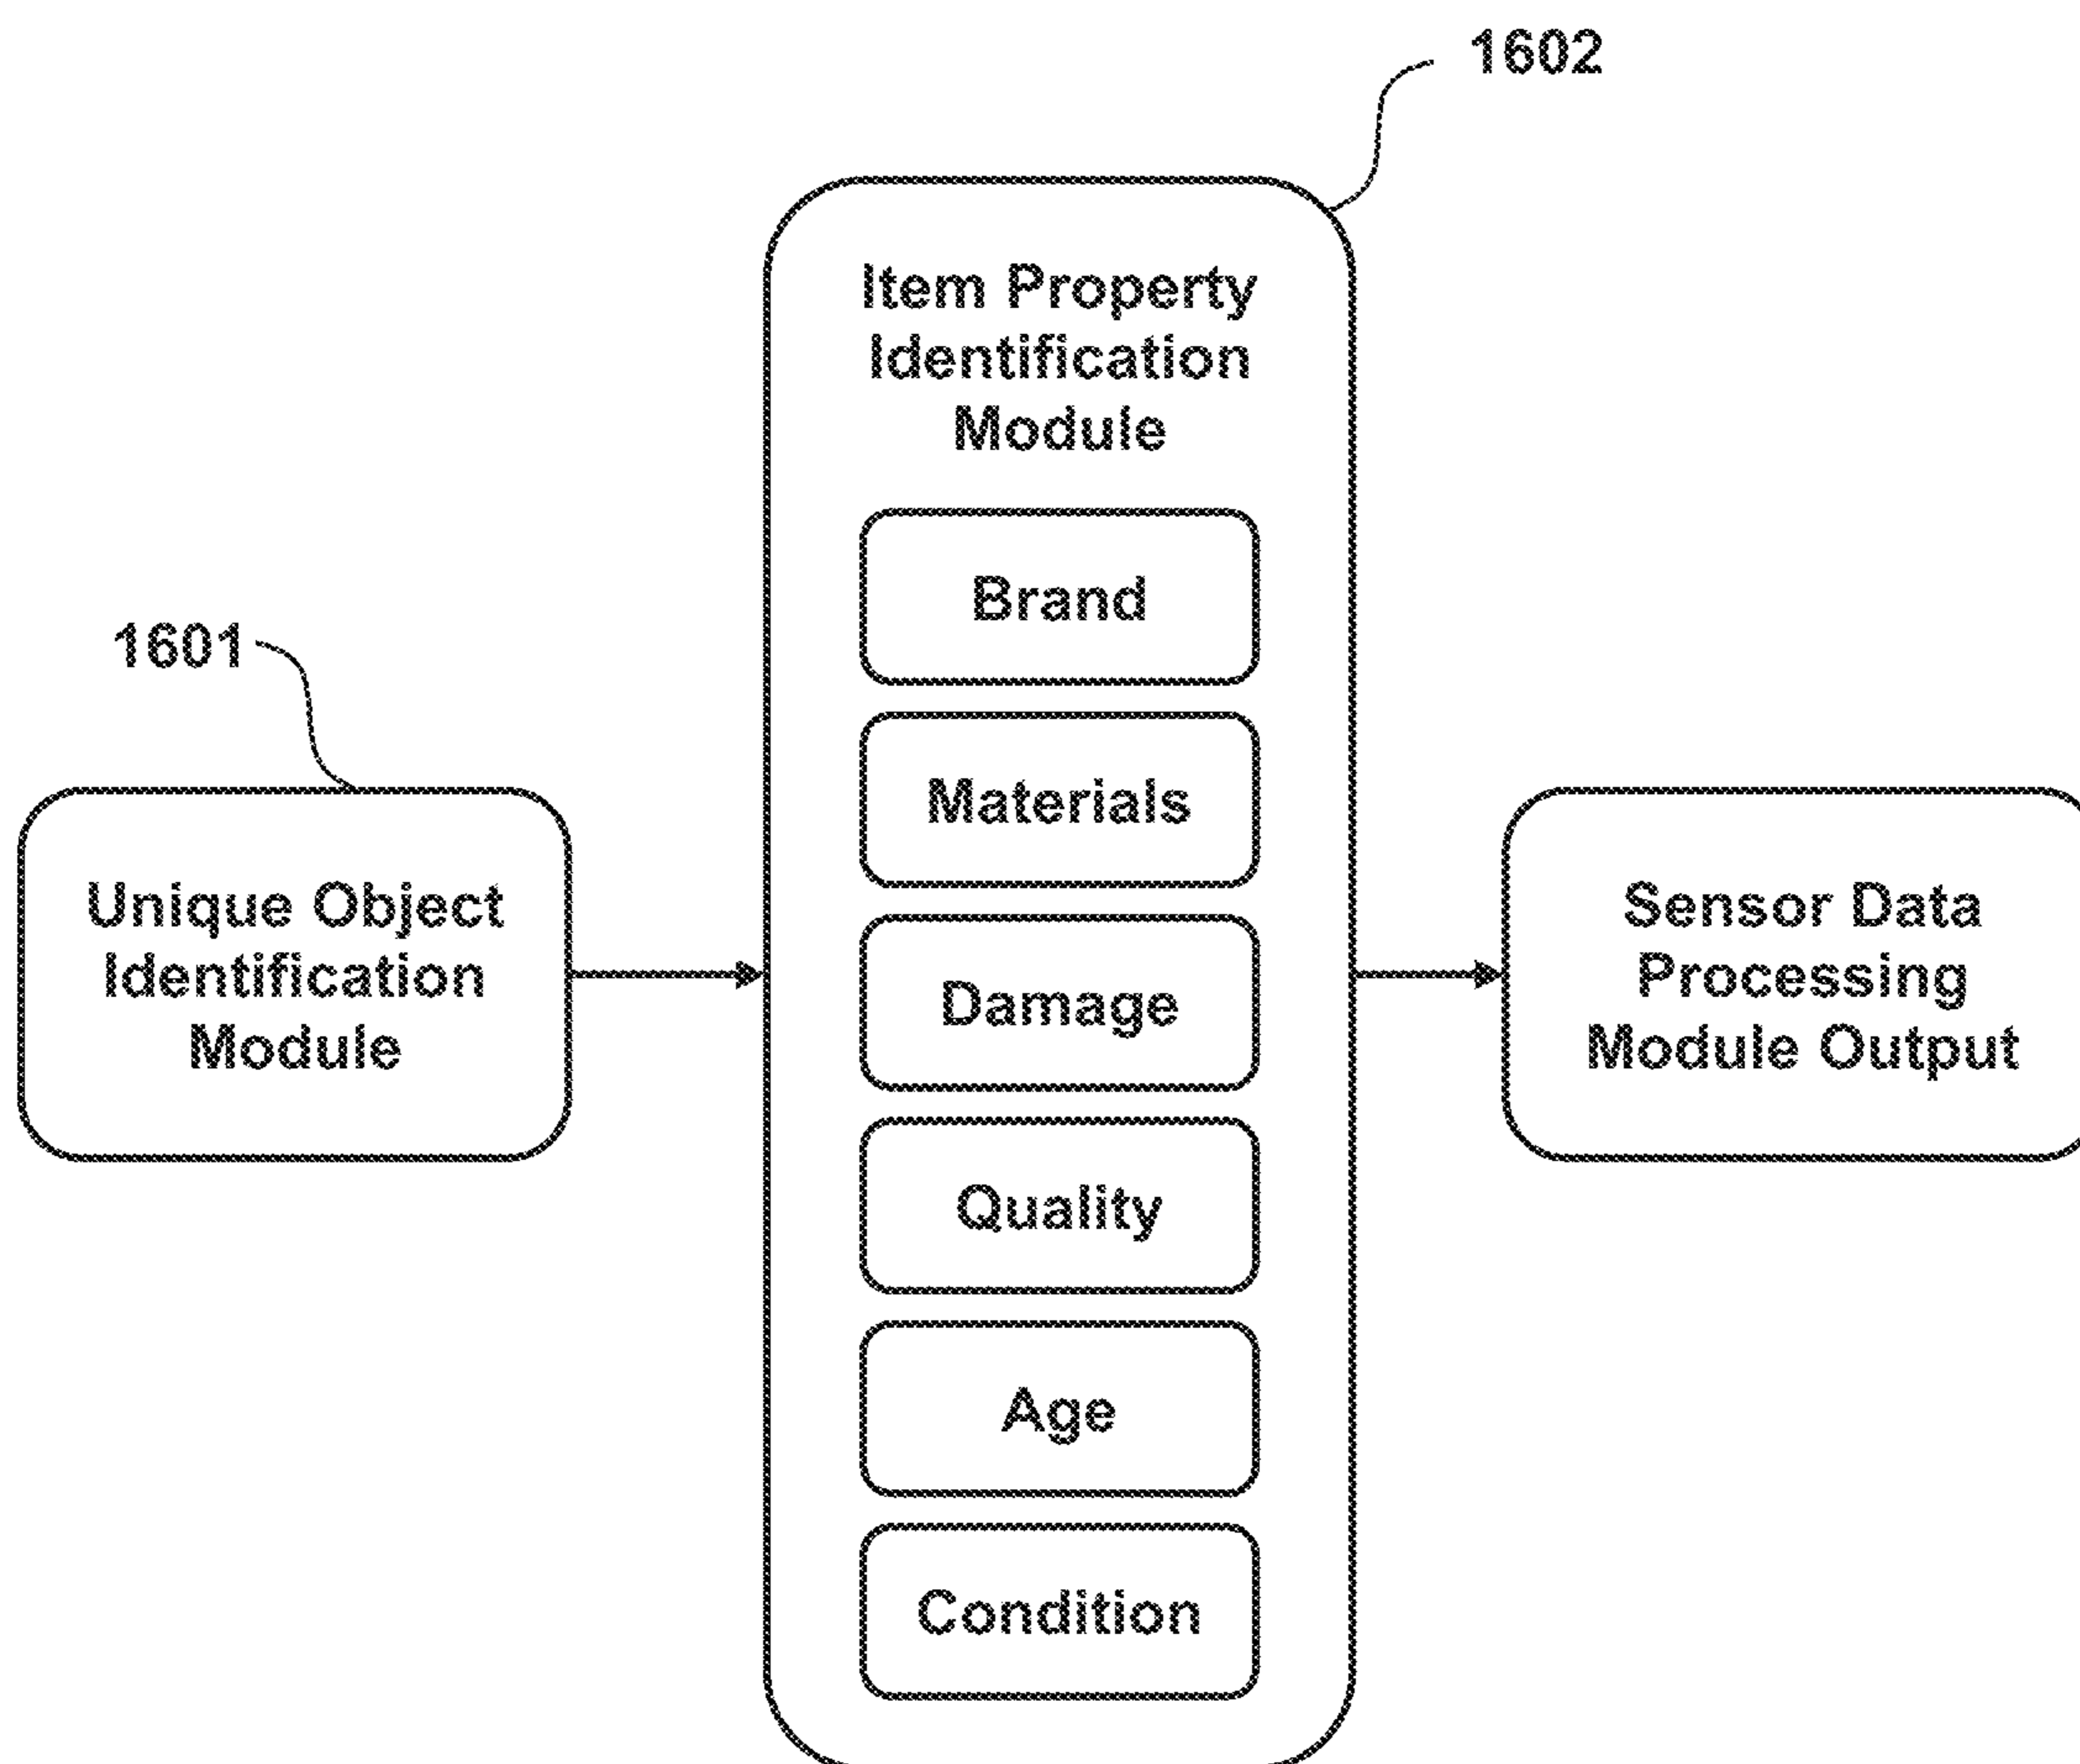 1602
Item Property
Identification
Module
Brand
1601
Materials
Unique Object
Identification
Module
Damage
Sensor Data
Processing
Module Output
Quality
Age
Condition